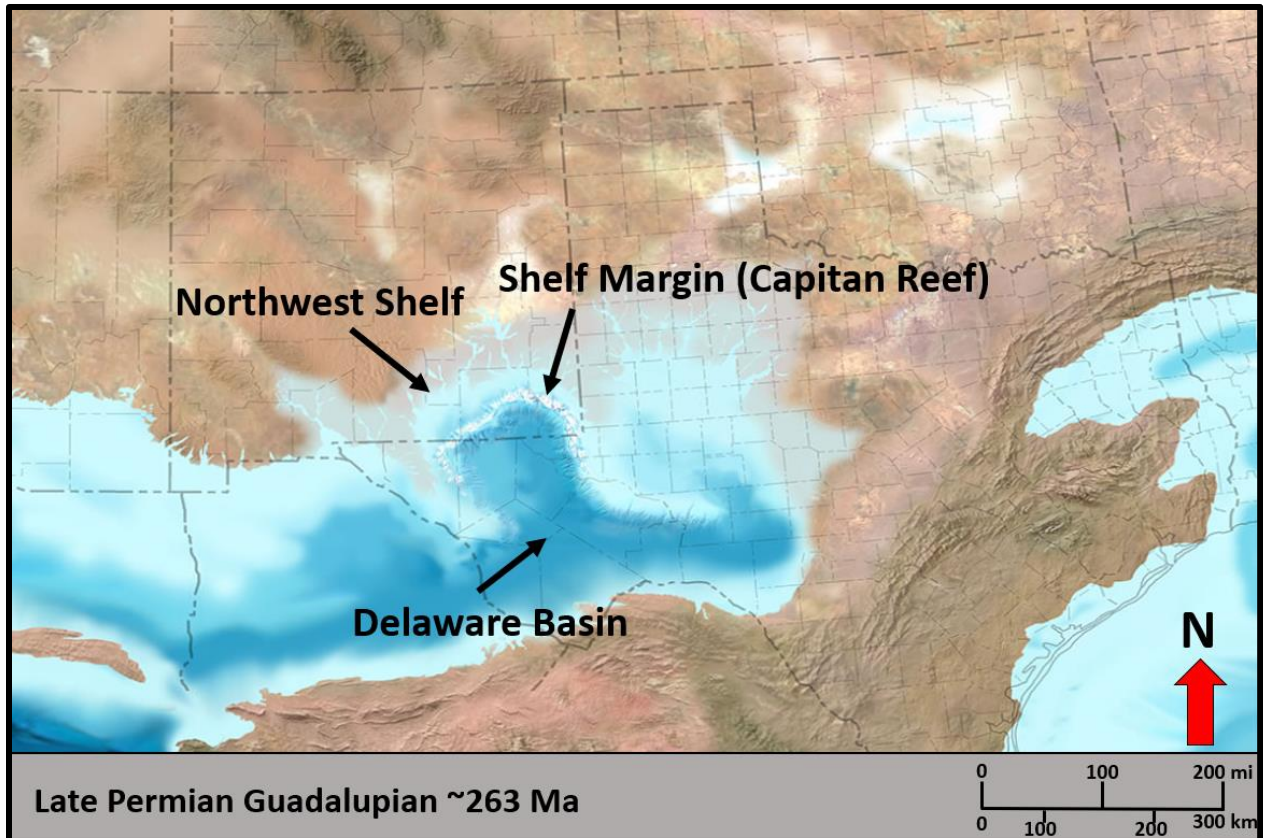 Shelf Margin (Capitan Reef)
Northwest Shelf
Delaware Basin
N
Late Permian Guadalupian ~263 Ma
0 100 200 mi
0 100 200 300 km